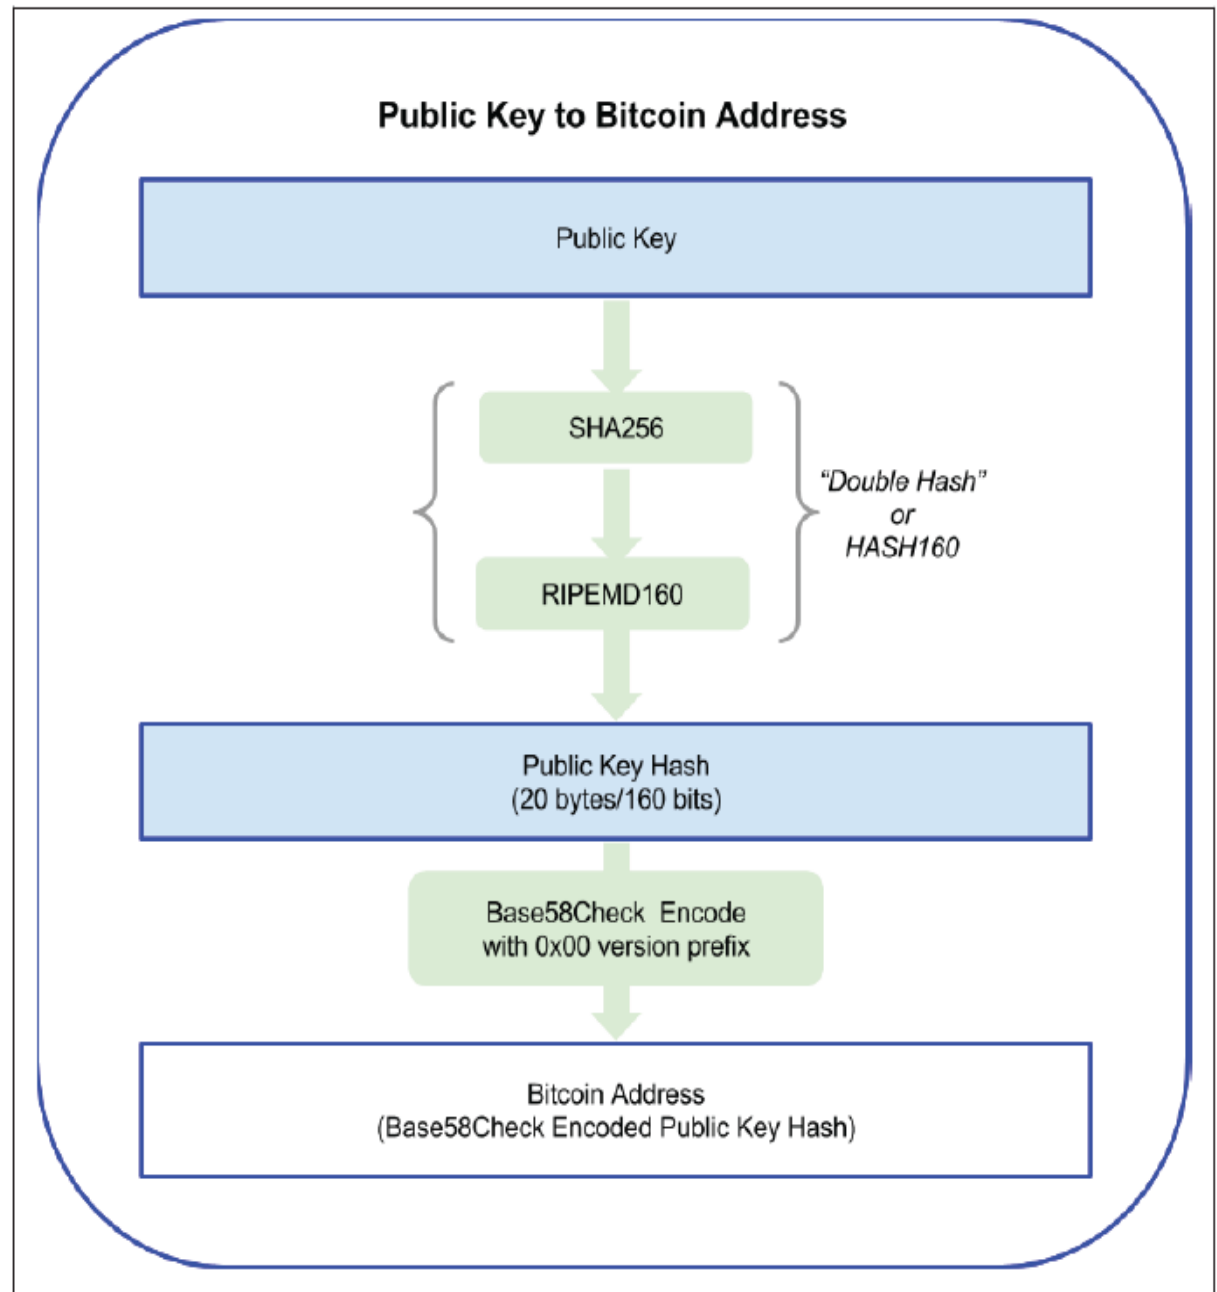 Public Key to Bitcoin Address
Public Key
SHA256
“Double Hash”
or
HASH160
RIPEMD160
Public Key Hash
(20 bytes/160 bits)
Base58Check Encode
with 0x00 version prefix
Bitcoin Address
(Base58Check Encoded Public Key Hash)